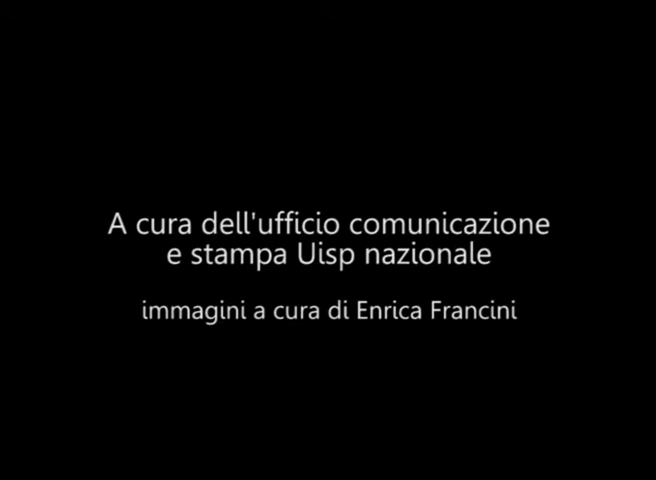 A cura dell'ufficio comunicazione
e stampa Uisp nazionale
immagini a cura di Enrica Francini